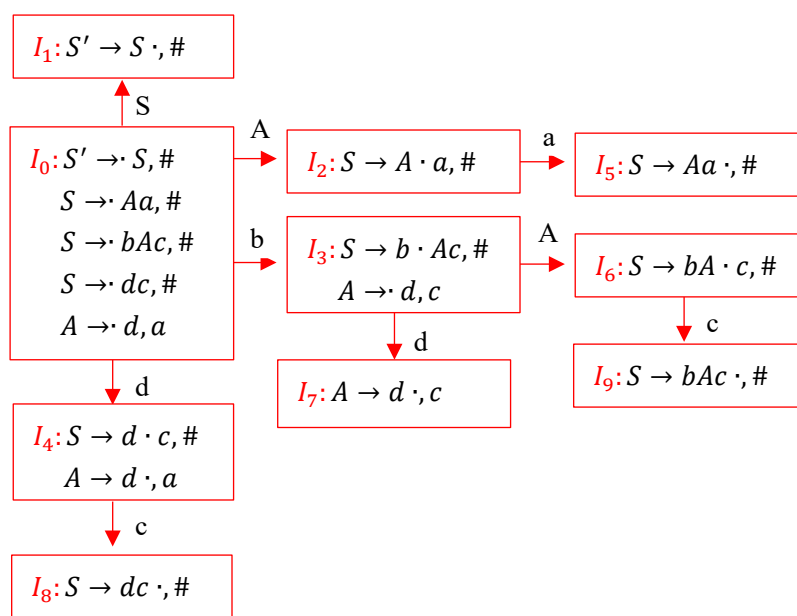 I₁: S′ → S ·, #
S
I₀: S′ →· S, #
S →· Aa, #
S →· bAc, #
S →· dc, #
A →· d, a
A
I₂: S → A · a, #
a
I₅: S → Aa ·, #
b
I₃: S → b · Ac, #
A →· d, c
A
I₆: S → bA · c, #
d
I₇: A → d ·, c
c
I₉: S → bAc ·, #
d
I₄: S → d · c, #
A → d ·, a
c
I₈: S → dc ·, #